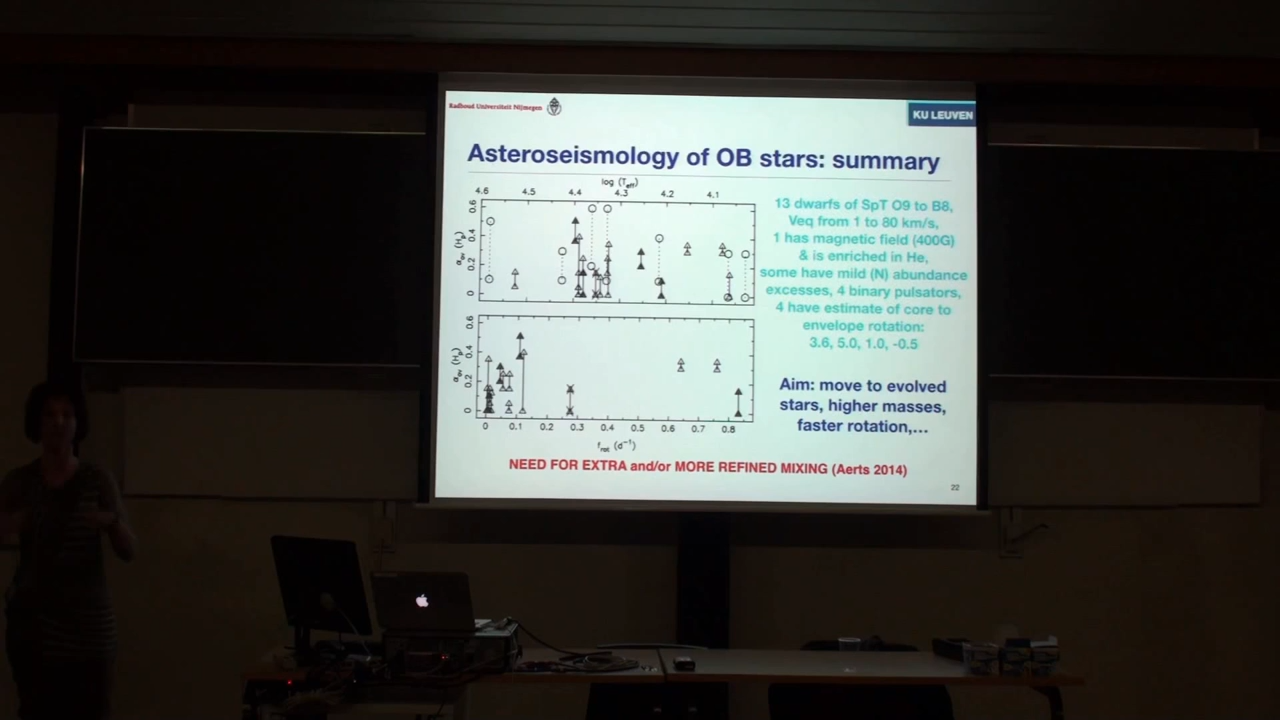 Radboud Universiteit Nijmegen
KU LEUVEN
Asteroseismology of OB stars: summary
log (Teff)
4.6 4.5 4.4 4.3 4.2 4.1
0.6
0.4
0.2
0
αov (Hp)
0.6
0.4
0.2
0
αov (Hp)
0 0.1 0.2 0.3 0.4 0.5 0.6 0.7 0.8
frot (d⁻¹)
13 dwarfs of SpT O9 to B8,
Veq from 1 to 80 km/s,
1 has magnetic field (400G)
& is enriched in He,
some have mild (N) abundance
excesses, 4 binary pulsators,
4 have estimate of core to
envelope rotation:
3.6, 5.0, 1.0, -0.5
Aim: move to evolved
stars, higher masses,
faster rotation,...
NEED FOR EXTRA and/or MORE REFINED MIXING (Aerts 2014)
22